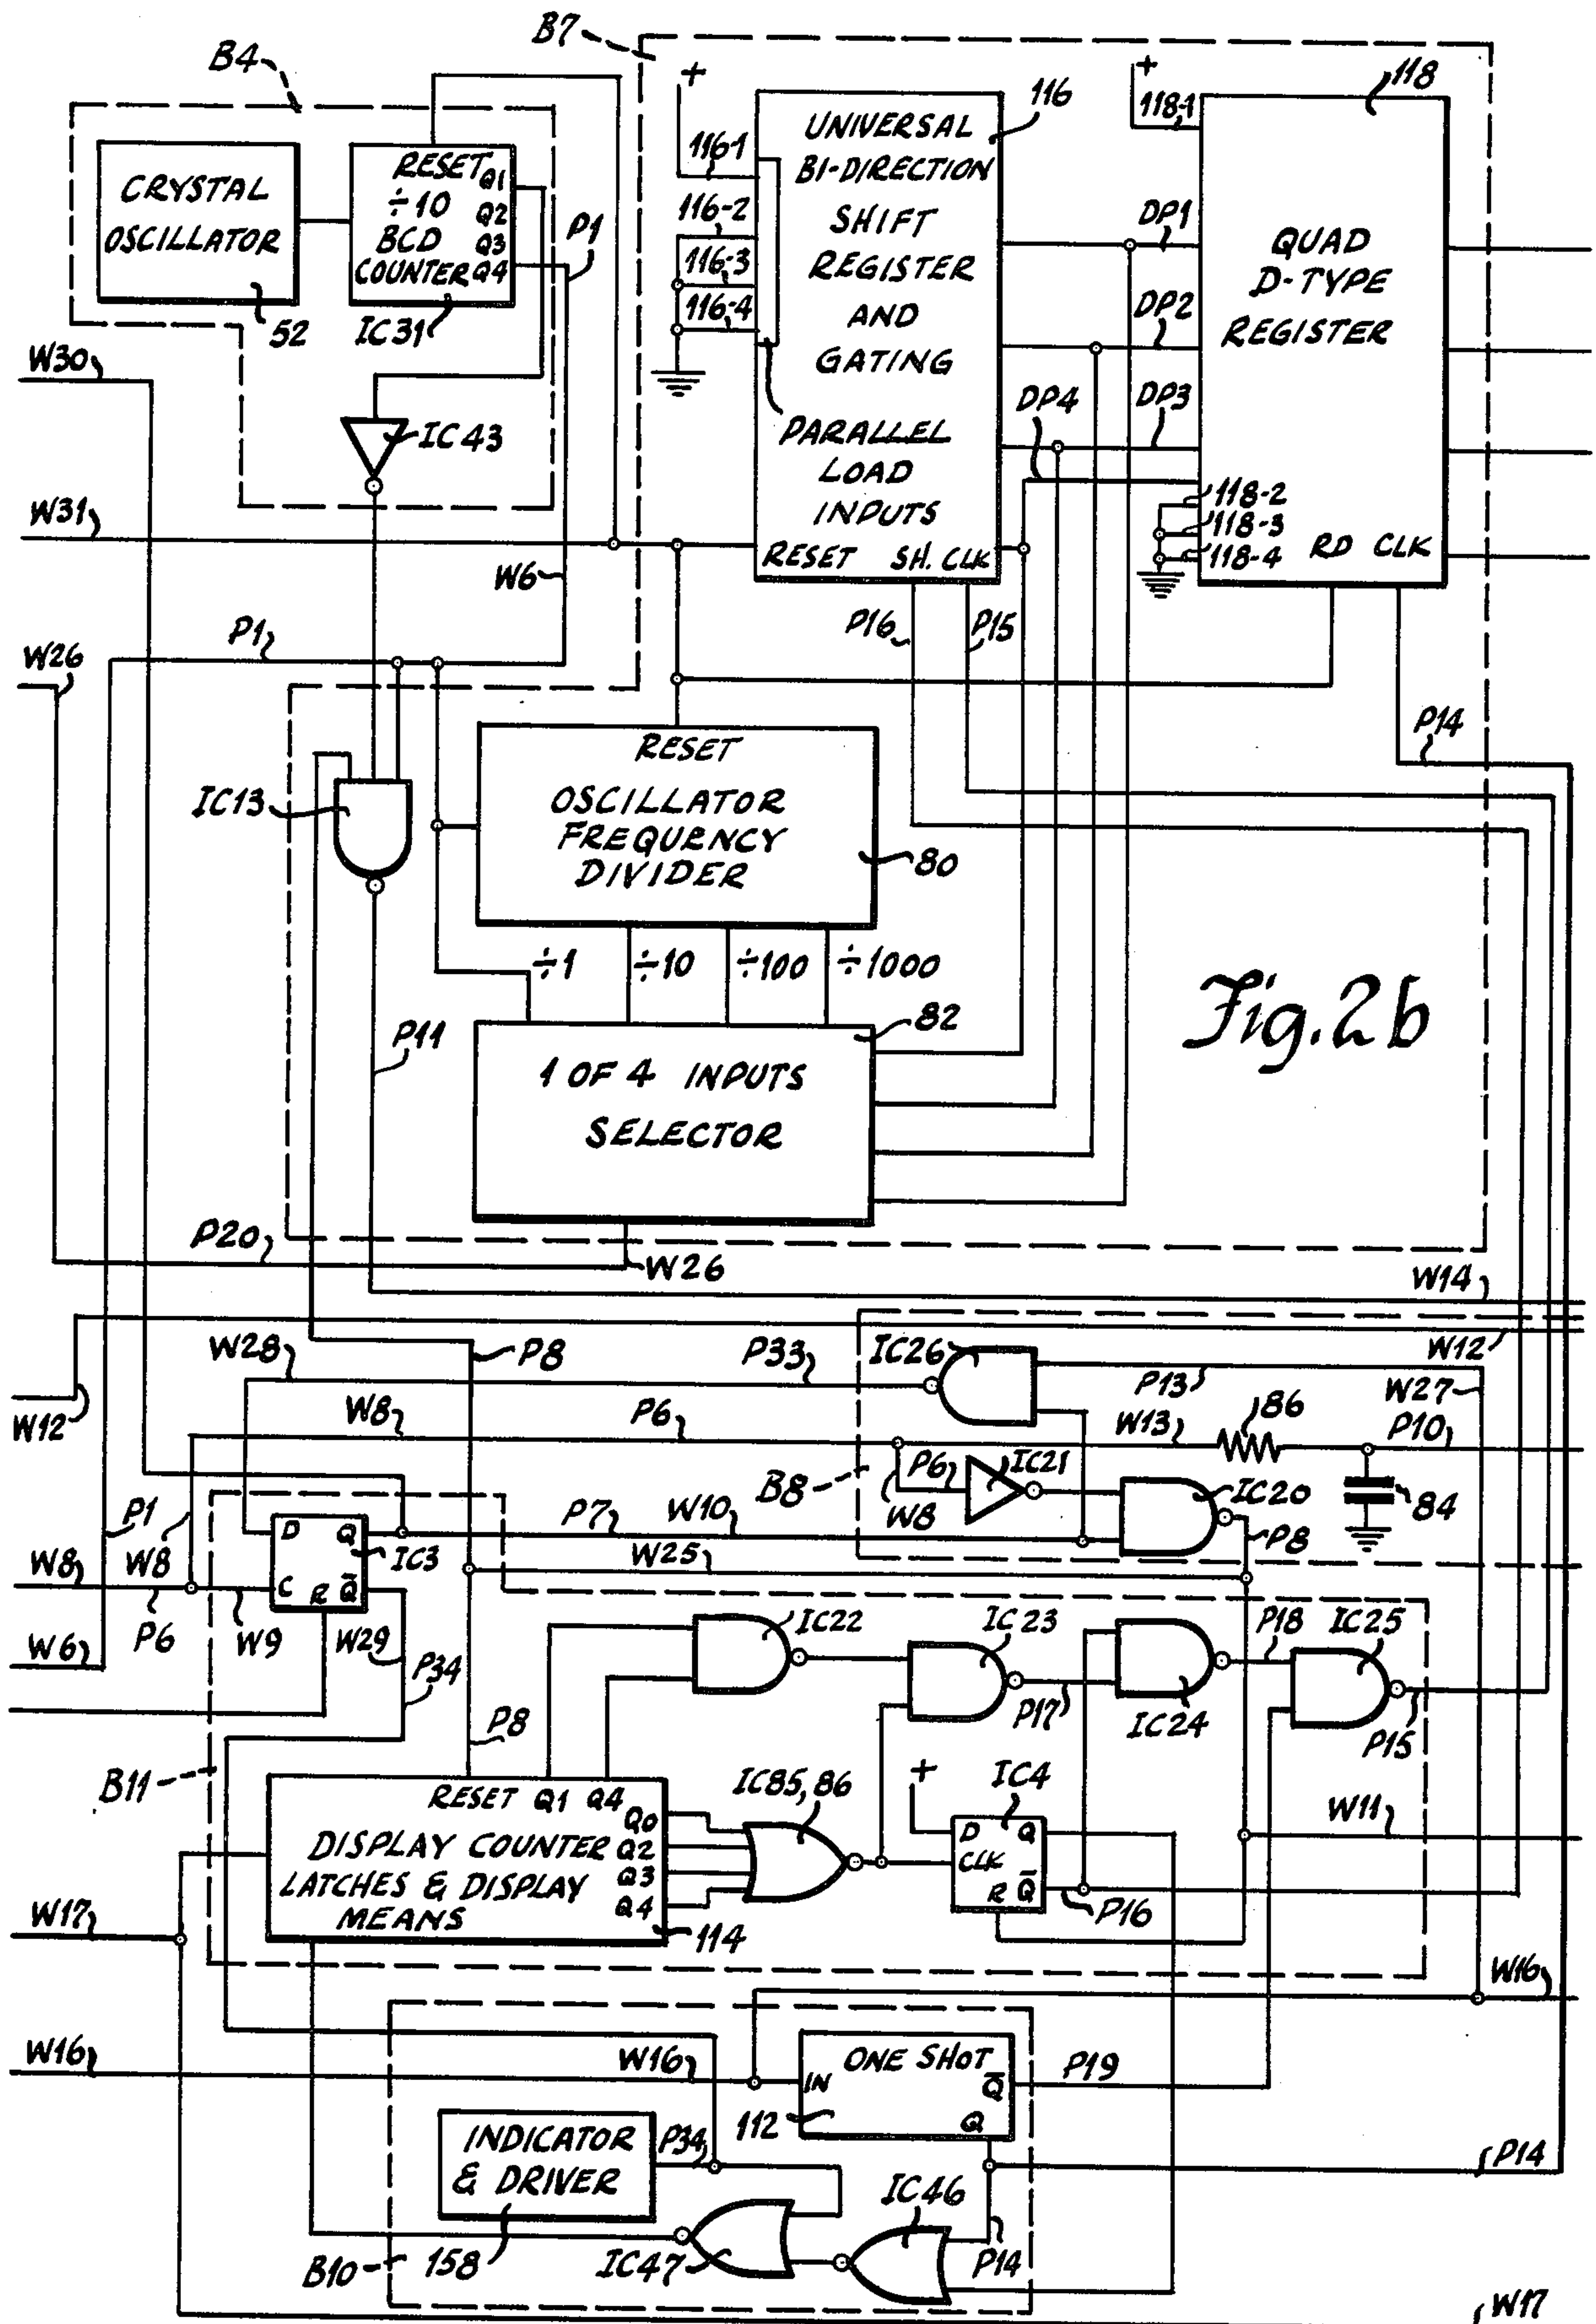 B7
B4
+
116
+
118
118-1
UNIVERSAL
BI-DIRECTION
SHIFT
REGISTER
AND
GATING
PARALLEL
LOAD
INPUTS
RESET SH. CLK
116-1
116-2
116-3
116-4
CRYSTAL
OSCILLATOR
52
RESET
÷10
BCD
COUNTER
Q1
Q2
Q3
Q4
IC31
P1
DP1
DP2
DP3
DP4
QUAD
D-TYPE
REGISTER
118-2
118-3
118-4
RD CLK
W30
IC43
W31
W6
P16
P15
P1
W26
P14
IC13
RESET
OSCILLATOR
FREQUENCY
DIVIDER
80
÷1
÷10
÷100
÷1000
Fig.2b
P11
82
1 OF 4 INPUTS
SELECTOR
P20
W26
W14
W12
W28
P8
P33
IC26
P13
W27
W12
W8
P6
W13
86
P10
B8
P6
IC21
W8
IC20
84
P1
W8
D Q
C R Q̅
IC3
P7
W10
P8
W25
W8
P6
W9
W29
P34
W6
IC22
IC23
P18
IC25
P17
IC24
P15
P8
B11
RESET Q1 Q4
Q0
Q2
Q3
Q4
DISPLAY COUNTER
LATCHES & DISPLAY
MEANS
114
IC85,86
+
IC4
D Q
CLK
R Q̅
P16
W11
W17
W16
W16
W16
ONE SHOT
IN
Q̅
Q
112
P19
INDICATOR
& DRIVER
158
P34
P14
IC46
P14
IC47
B10
W17